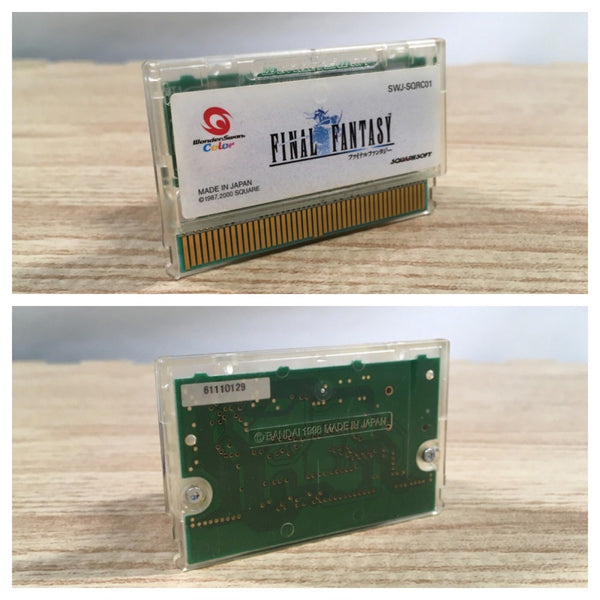 SWJ-SQRC01
WonderSwan
Color
FINAL FANTASY
ファイナルファンタジー
SQUARESOFT
MADE IN JAPAN
©1987,2000 SQUARE
61110129
© BANDAI 1998 MADE IN JAPAN